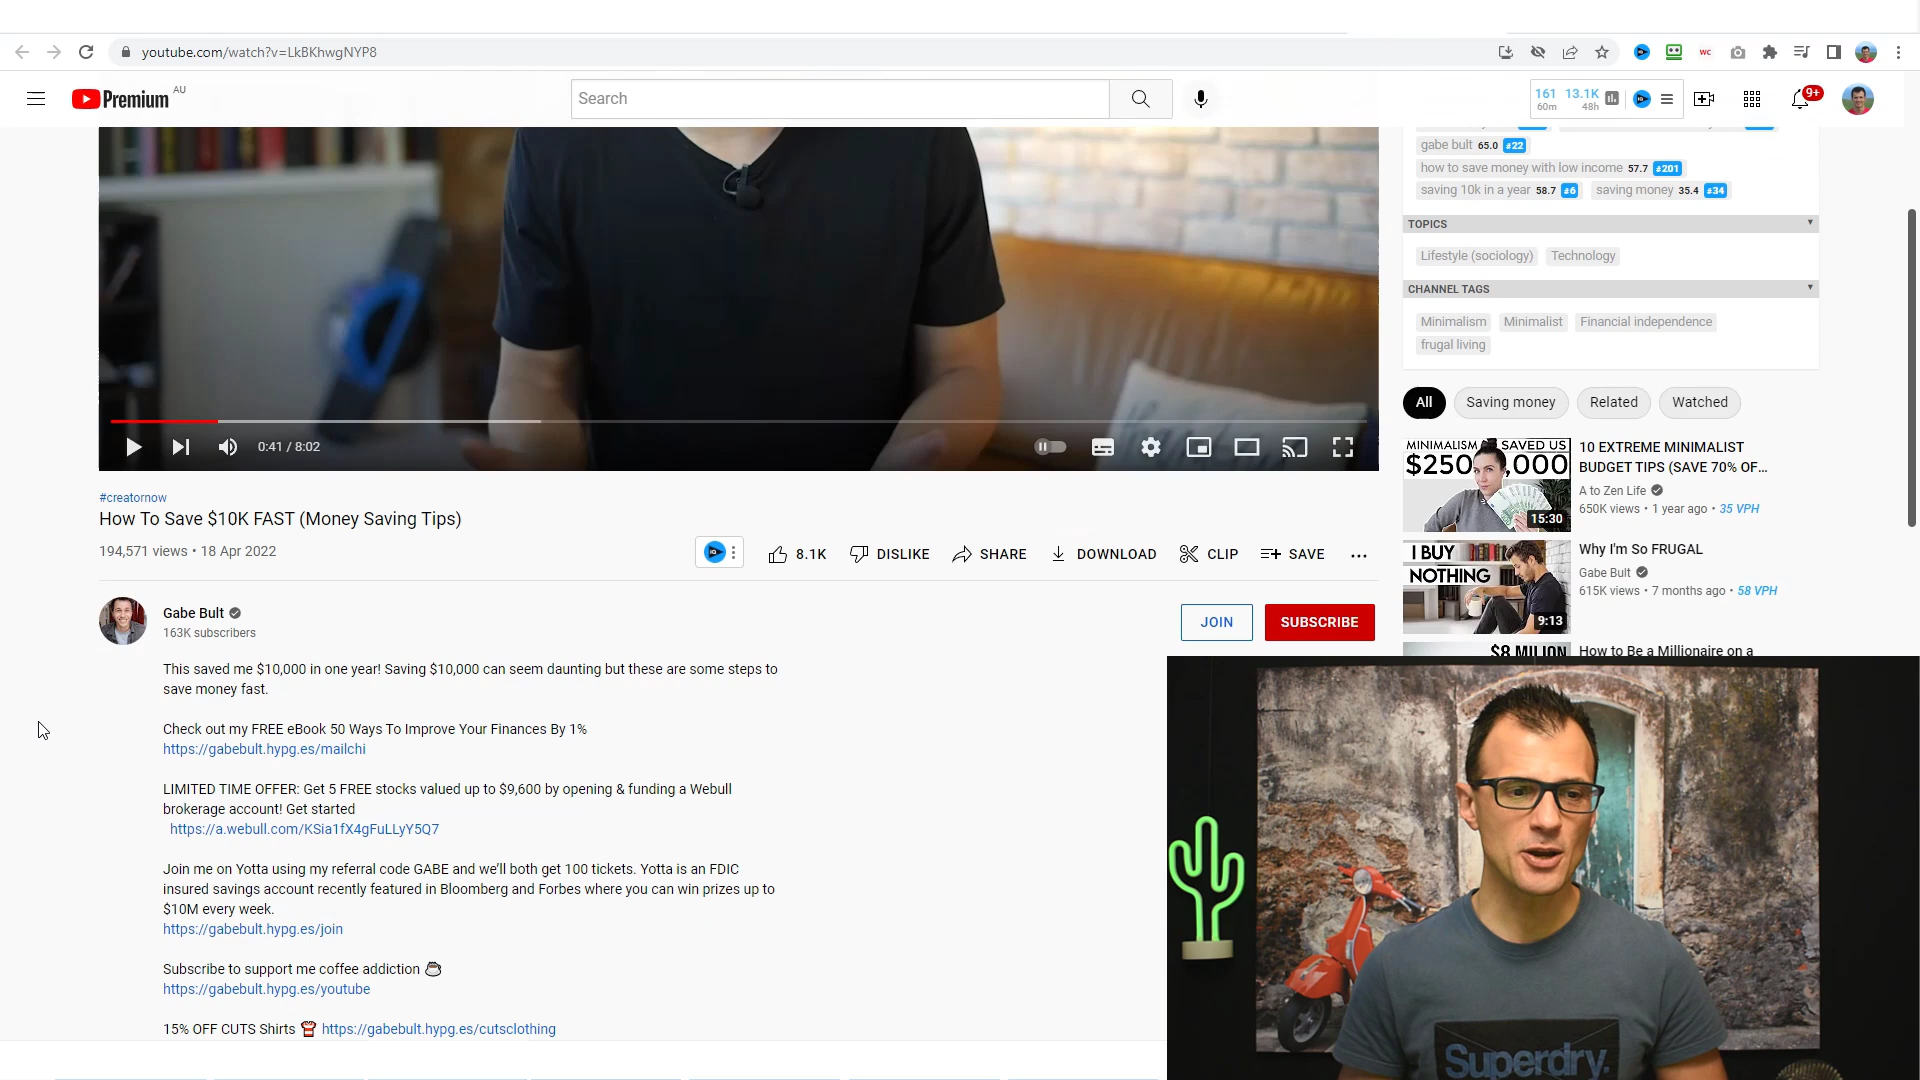 youtube.com/watch?v=LkBKhwgNYP8
WC
Premium AU
Search
161 13.1K
60m 48h
9+
gabe bult 65.0 #22
how to save money with low income 57.7 #201
saving 10k in a year 58.7 #6 saving money 35.4 #34
TOPICS
Lifestyle (sociology) Technology
CHANNEL TAGS
Minimalism Minimalist Financial independence
frugal living
All Saving money Related Watched
0:41 / 8:02
MINIMALISM SAVED US
$250,000
15:30
10 EXTREME MINIMALIST
BUDGET TIPS (SAVE 70% OF...
A to Zen Life
650K views • 1 year ago • 35 VPH
I BUY
NOTHING
9:13
Why I'm So FRUGAL
Gabe Bult
615K views • 7 months ago • 58 VPH
$8 MILION
How to Be a Millionaire on a
#creatornow
How To Save $10K FAST (Money Saving Tips)
194,571 views • 18 Apr 2022
8.1K DISLIKE SHARE DOWNLOAD CLIP SAVE ...
Gabe Bult
163K subscribers
JOIN SUBSCRIBE
This saved me $10,000 in one year! Saving $10,000 can seem daunting but these are some steps to
save money fast.
Check out my FREE eBook 50 Ways To Improve Your Finances By 1%
https://gabebult.hypg.es/mailchi
LIMITED TIME OFFER: Get 5 FREE stocks valued up to $9,600 by opening & funding a Webull
brokerage account! Get started
https://a.webull.com/KSia1fX4gFuLLyY5Q7
Join me on Yotta using my referral code GABE and we’ll both get 100 tickets. Yotta is an FDIC
insured savings account recently featured in Bloomberg and Forbes where you can win prizes up to
$10M every week.
https://gabebult.hypg.es/join
Subscribe to support me coffee addiction ☕
https://gabebult.hypg.es/youtube
15% OFF CUTS Shirts https://gabebult.hypg.es/cutsclothing
Superdry.